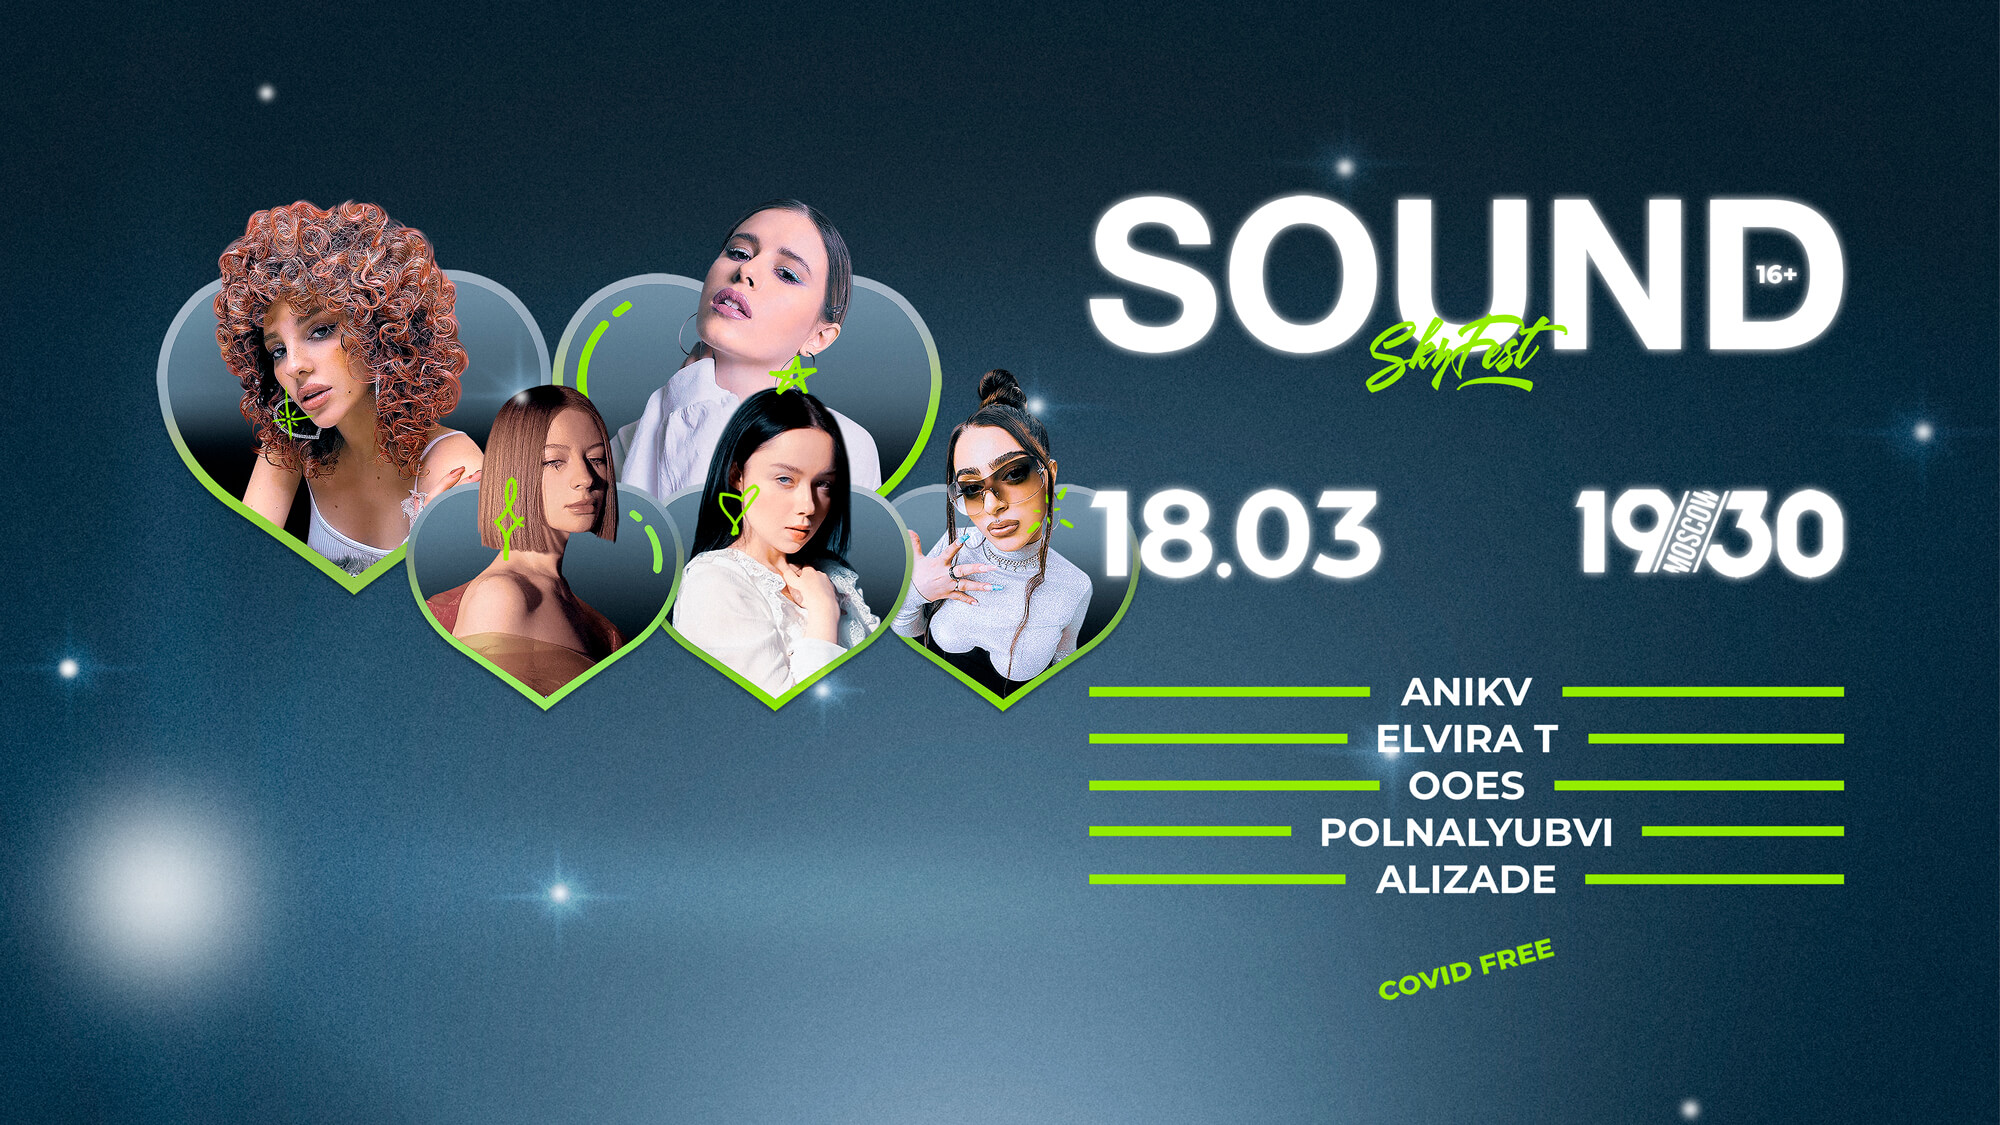 SOUND
16+
SkyFest
18.03
19//30
MOSCOW
ANIKV
ELVIRA T
OOES
POLNALYUBVI
ALIZADE
COVID FREE